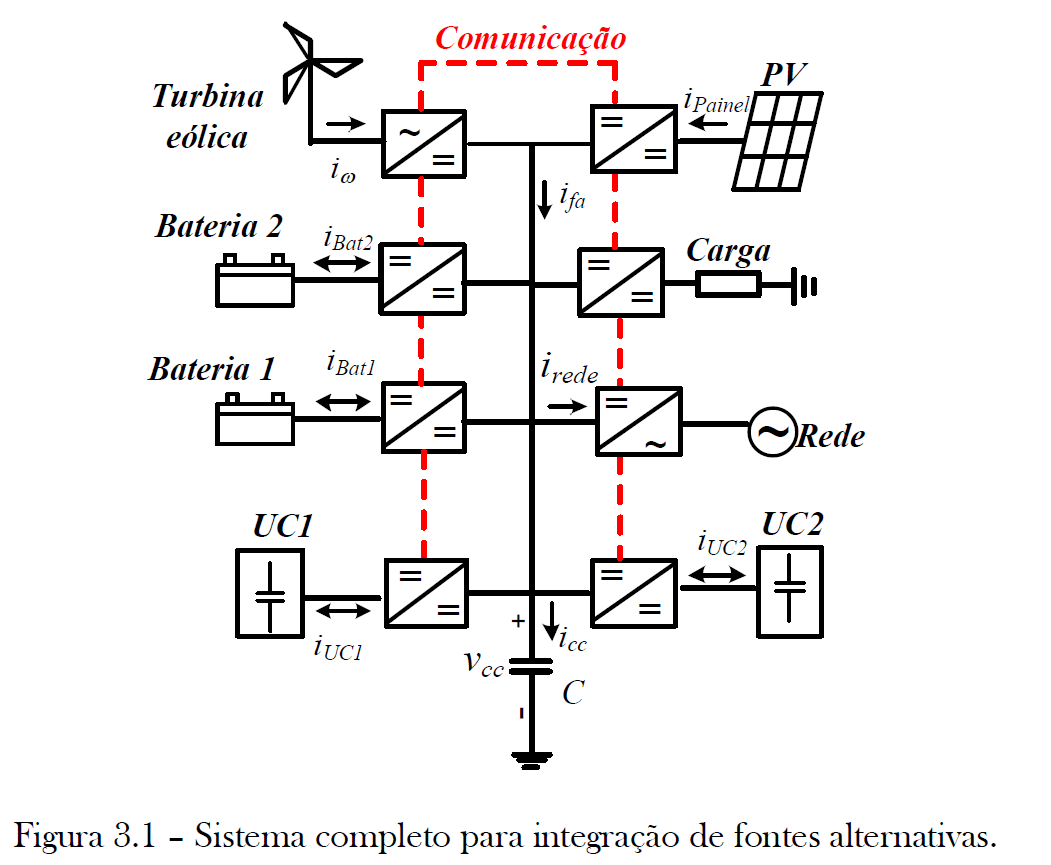 Comunicação
Turbina
eólica
iω
iPainel
PV
~
=
=
=
ifa
Bateria 2
iBat2
=
=
=
=
Carga
Bateria 1
iBat1
=
=
irede
=
~
~
Rede
UC1
iUC1
=
=
=
=
iUC2
UC2
+
vcc
-
icc
C
Figura 3.1 – Sistema completo para integração de fontes alternativas.